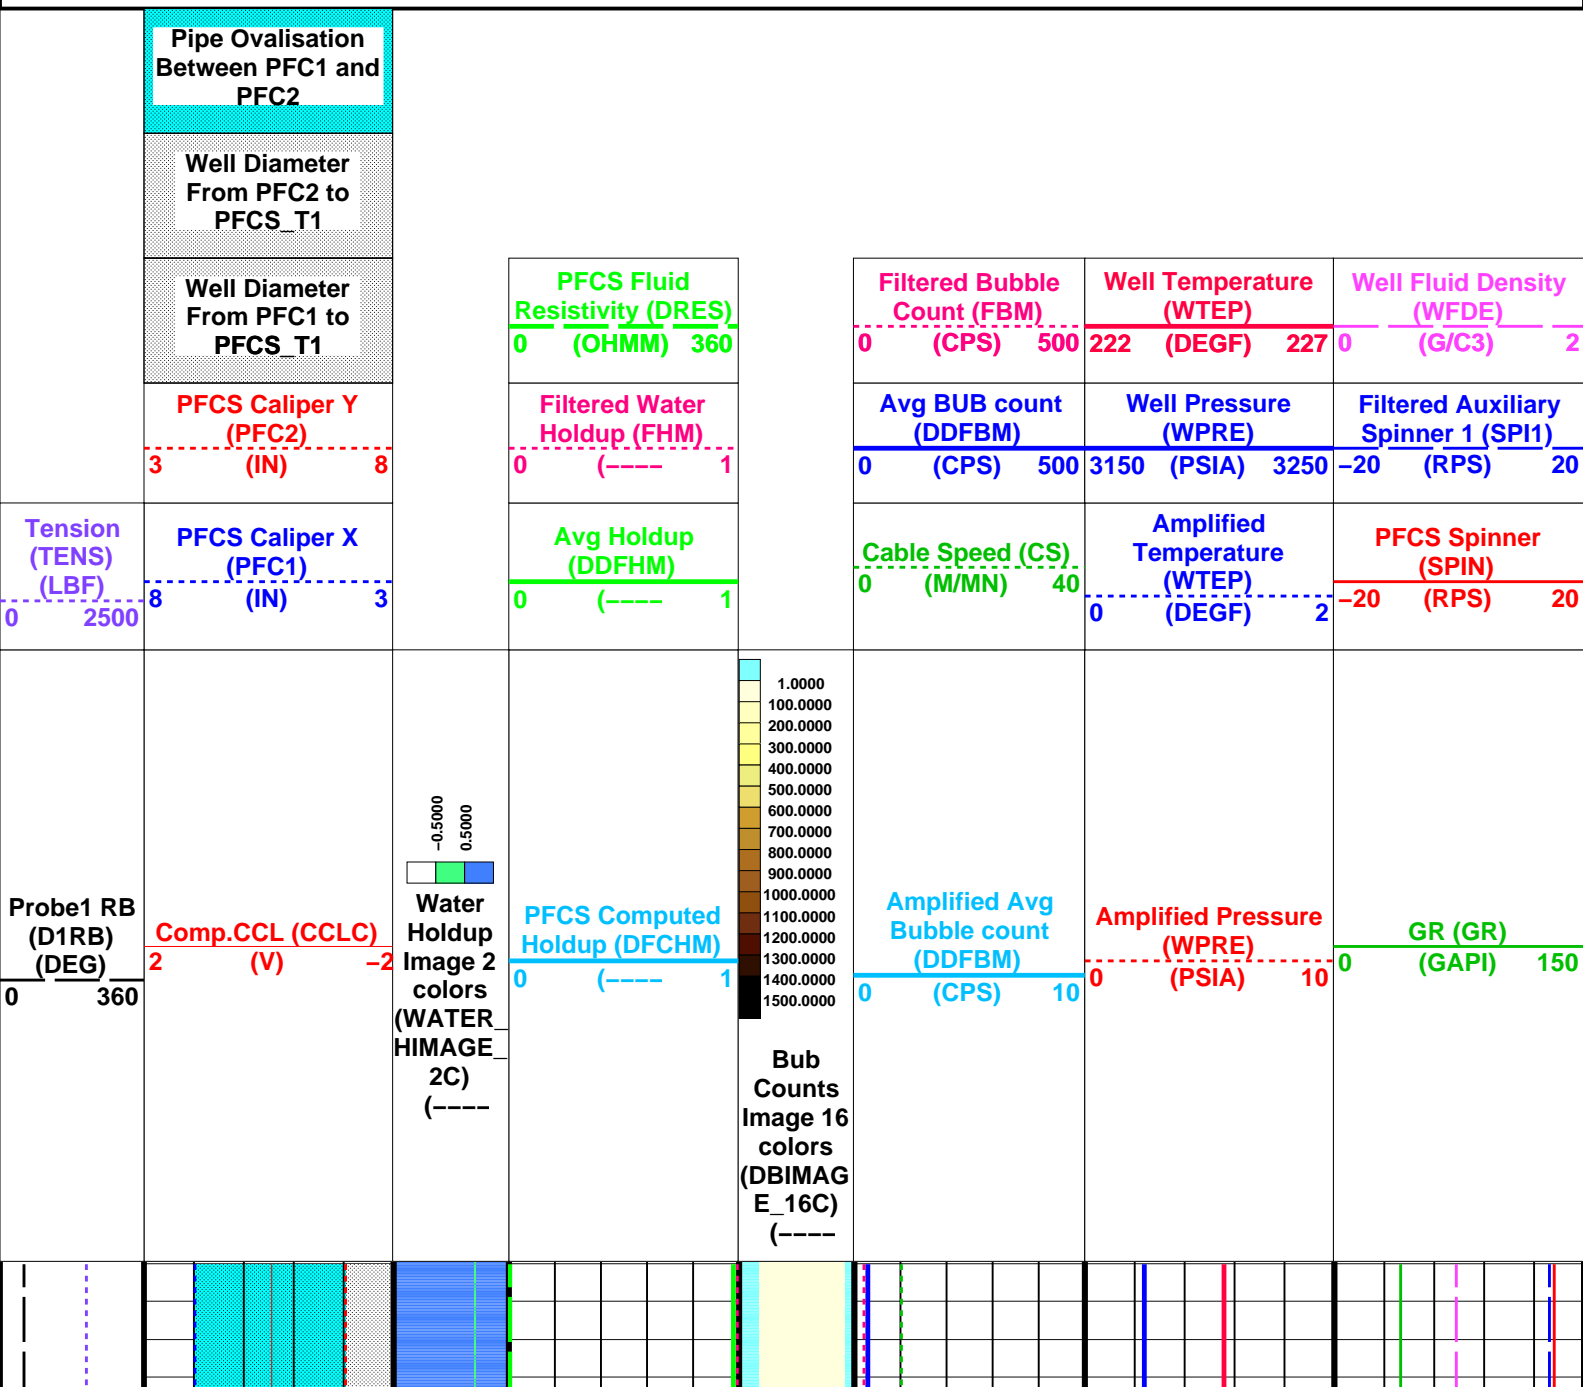 Pipe Ovalisation
Between PFC1 and
PFC2
Well Diameter
From PFC2 to
PFCS_T1
Well Diameter
From PFC1 to
PFCS_T1
PFCS Caliper Y
(PFC2)
3 (IN) 8
PFCS Caliper X
(PFC1)
8 (IN) 3
Tension
(TENS)
(LBF)
0 2500
PFCS Fluid
Resistivity (DRES)
0 (OHMM) 360
Filtered Water
Holdup (FHM)
0 (---- 1
Avg Holdup
(DDFHM)
0 (---- 1
Filtered Bubble
Count (FBM)
0 (CPS) 500
Avg BUB count
(DDFBM)
0 (CPS) 500
Cable Speed (CS)
0 (M/MN) 40
Well Temperature
(WTEP)
222 (DEGF) 227
Well Pressure
(WPRE)
3150 (PSIA) 3250
Amplified
Temperature
(WTEP)
0 (DEGF) 2
Well Fluid Density
(WFDE)
0 (G/C3) 2
Filtered Auxiliary
Spinner 1 (SPI1)
−20 (RPS) 20
PFCS Spinner
(SPIN)
−20 (RPS) 20
Probe1 RB
(D1RB)
(DEG)
0 360
Comp.CCL (CCLC)
2 (V) −2
−0.5000
0.5000
Water
Holdup
Image 2
colors
(WATER_
HIMAGE_
2C)
(----
PFCS Computed
Holdup (DFCHM)
0 (---- 1
1.0000
100.0000
200.0000
300.0000
400.0000
500.0000
600.0000
700.0000
800.0000
900.0000
1000.0000
1100.0000
1200.0000
1300.0000
1400.0000
1500.0000
Bub
Counts
Image 16
colors
(DBIMAG
E_16C)
(----
Amplified Avg
Bubble count
(DDFBM)
0 (CPS) 10
Amplified Pressure
(WPRE)
0 (PSIA) 10
GR (GR)
0 (GAPI) 150